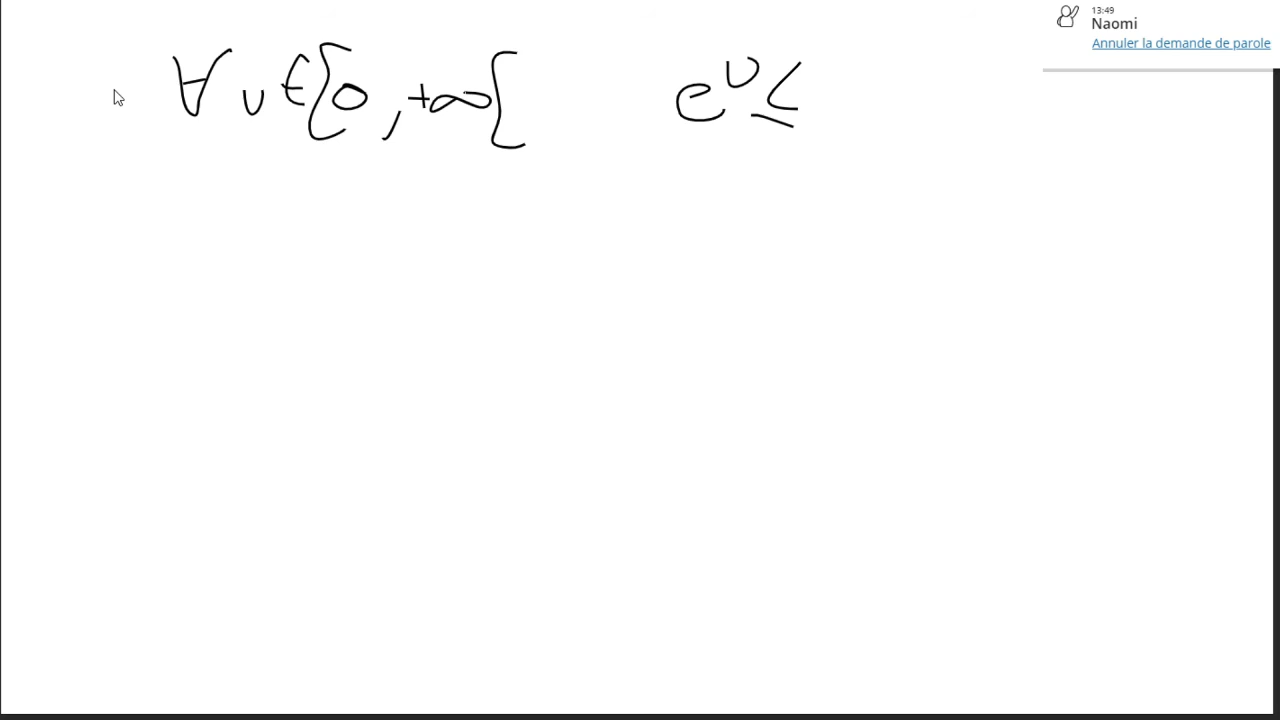 ∀ u ∈ [0, +∞[ e^u ≤
13:49
Naomi
Annuler la demande de parole